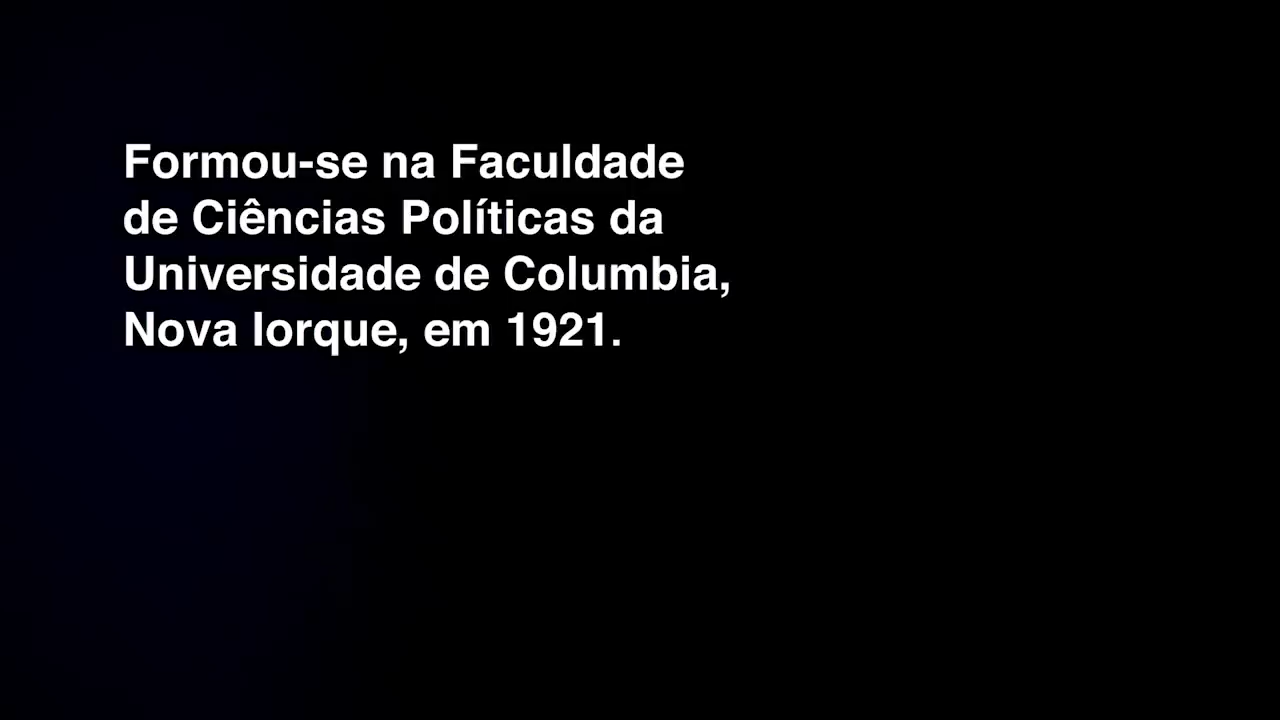 Formou-se na Faculdade
de Ciências Políticas da
Universidade de Columbia,
Nova Iorque, em 1921.